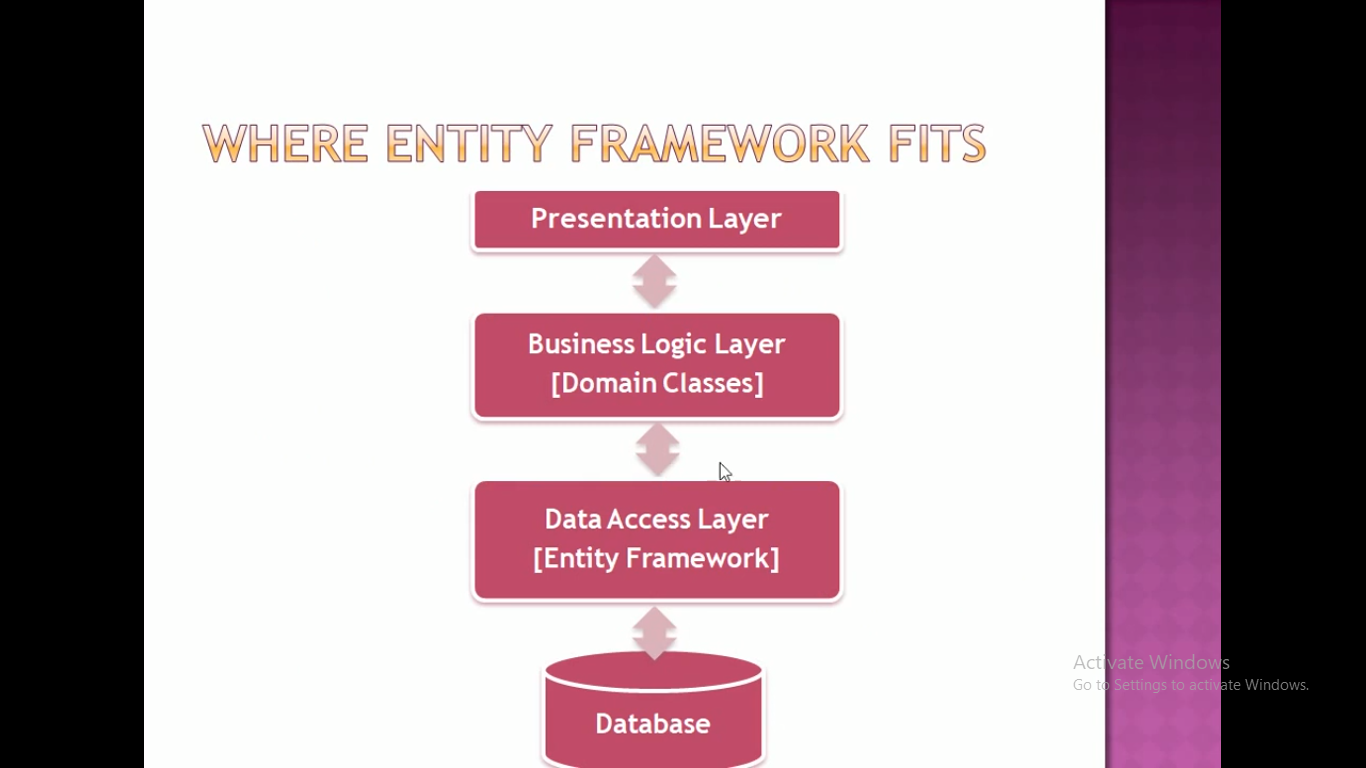 WHERE ENTITY FRAMEWORK FITS
Presentation Layer
Business Logic Layer
[Domain Classes]
Data Access Layer
[Entity Framework]
Database
Activate Windows
Go to Settings to activate Windows.